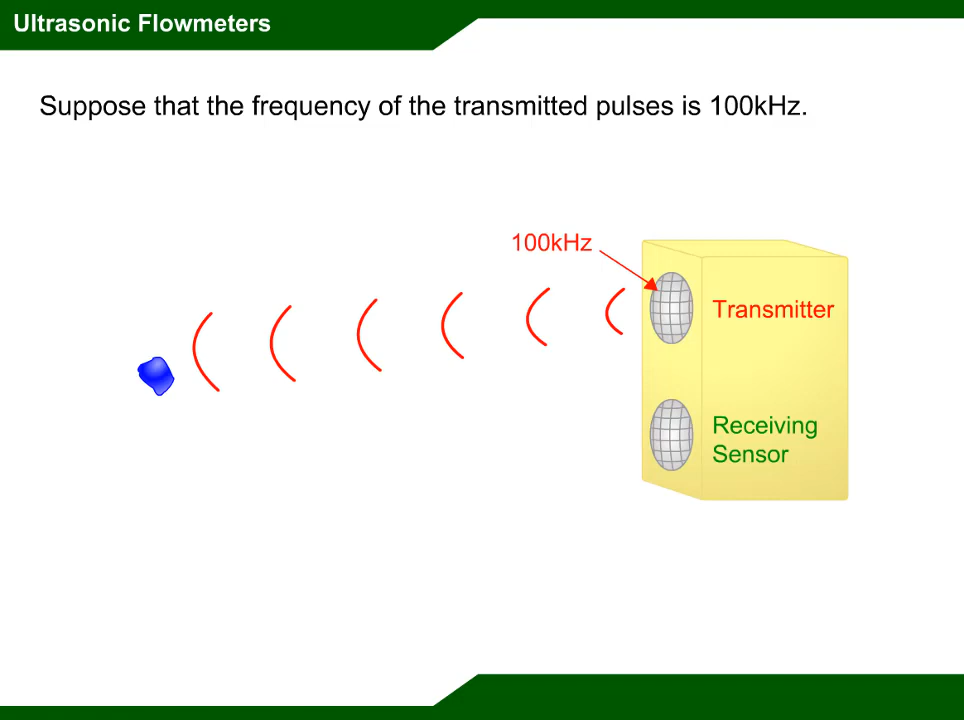 Ultrasonic Flowmeters
Suppose that the frequency of the transmitted pulses is 100kHz.
100kHz
Transmitter
Receiving
Sensor